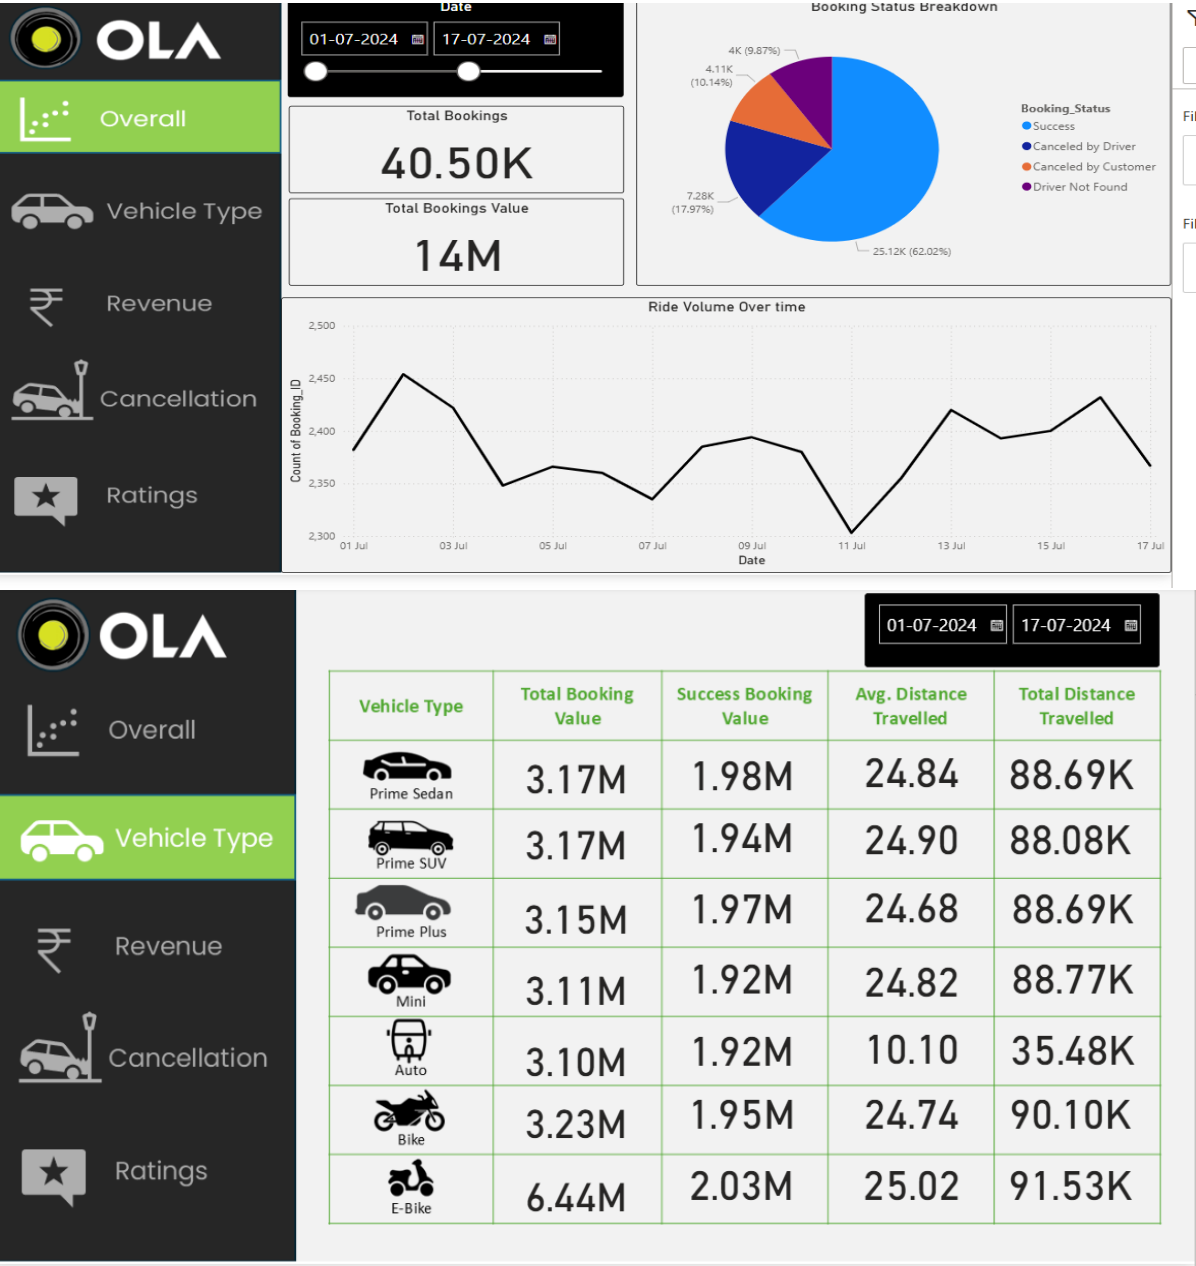 OLA
Overall
Vehicle Type
Revenue
Cancellation
Ratings
Date
01-07-2024 17-07-2024
Total Bookings
40.50K
Total Bookings Value
14M
Booking Status Breakdown
4K (9.87%)
4.11K
(10.14%)
7.28K
(17.97%)
25.12K (62.02%)
Booking_Status
Success
Canceled by Driver
Canceled by Customer
Driver Not Found
Ride Volume Over time
Count of Booking_ID
2,500
2,450
2,400
2,350
2,300
01 Jul 03 Jul 05 Jul 07 Jul 09 Jul 11 Jul 13 Jul 15 Jul 17 Jul
Date
OLA
Overall
Vehicle Type
Revenue
Cancellation
Ratings
01-07-2024 17-07-2024
Vehicle Type
Total Booking
Value
Success Booking
Value
Avg. Distance
Travelled
Total Distance
Travelled
Prime Sedan 3.17M 1.98M 24.84 88.69K
Prime SUV 3.17M 1.94M 24.90 88.08K
Prime Plus 3.15M 1.97M 24.68 88.69K
Mini 3.11M 1.92M 24.82 88.77K
Auto 3.10M 1.92M 10.10 35.48K
Bike 3.23M 1.95M 24.74 90.10K
E-Bike 6.44M 2.03M 25.02 91.53K